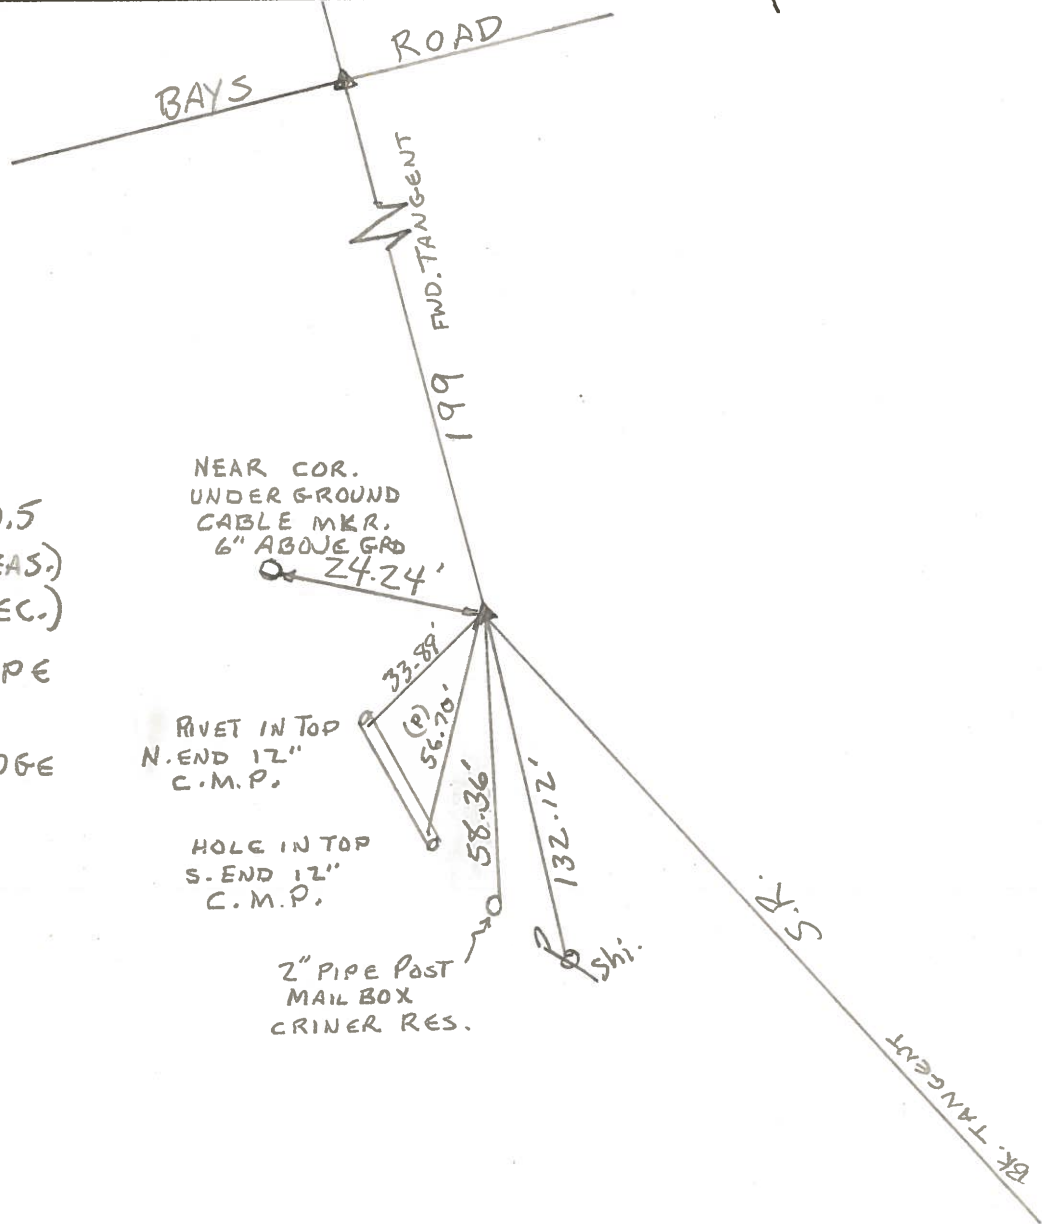 BAYS ROAD
FWD. TANGENT
199
NEAR COR.
UNDER GROUND
CABLE MKR.
6" ABOVE GRD
24.24'
33.89'
(P)
56.70'
58.36'
132.12'
RIVET IN TOP
N. END 12"
C.M.P.
HOLE IN TOP
S. END 12"
C.M.P.
2" PIPE POST
MAIL BOX
CRINER RES.
Shi.
S.R.
BK. TANGENT
.5
EAS.)
EC.)
PE
DGE